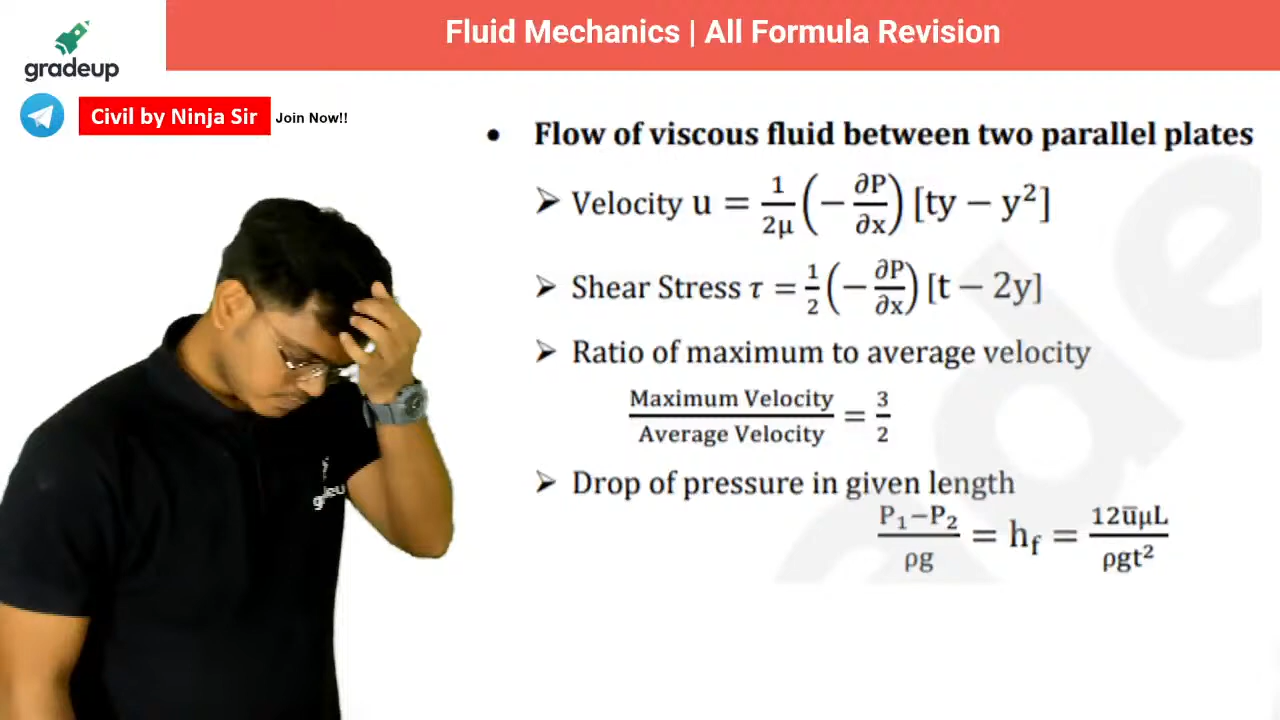 Fluid Mechanics | All Formula Revision
gradeup
Civil by Ninja Sir Join Now!!
• Flow of viscous fluid between two parallel plates
➢ Velocity u = 1/2μ (−∂P/∂x) [ty − y²]
➢ Shear Stress τ = 1/2 (−∂P/∂x) [t − 2y]
➢ Ratio of maximum to average velocity
Maximum Velocity/Average Velocity = 3/2
➢ Drop of pressure in given length
P₁−P₂/ρg = h_f = 12ūμL/ρgt²
gradeup